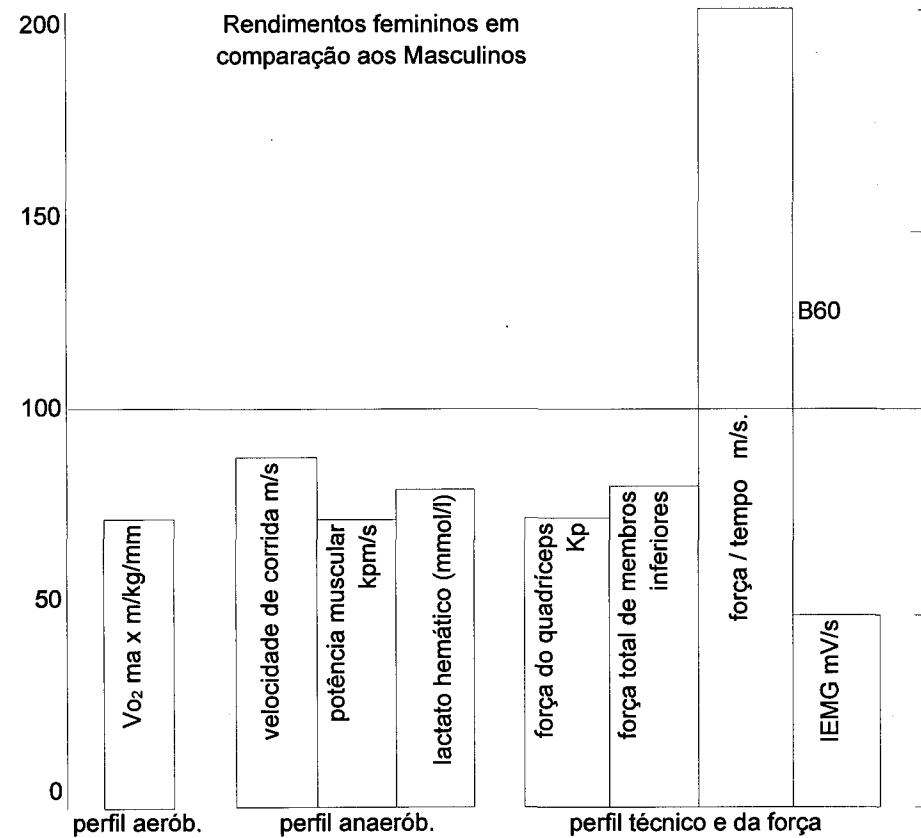 Rendimentos femininos em
comparação aos Masculinos
200
150
100
50
0
B60
Vo₂ ma x m/kg/mm
velocidade de corrida m/s
potência muscular
kpm/s
lactato hemático (mmol/l)
força do quadríceps
Kp
força total de membros
inferiores
força / tempo m/s.
IEMG mV/s
perfil aerób.
perfil anaerób.
perfil técnico e da força